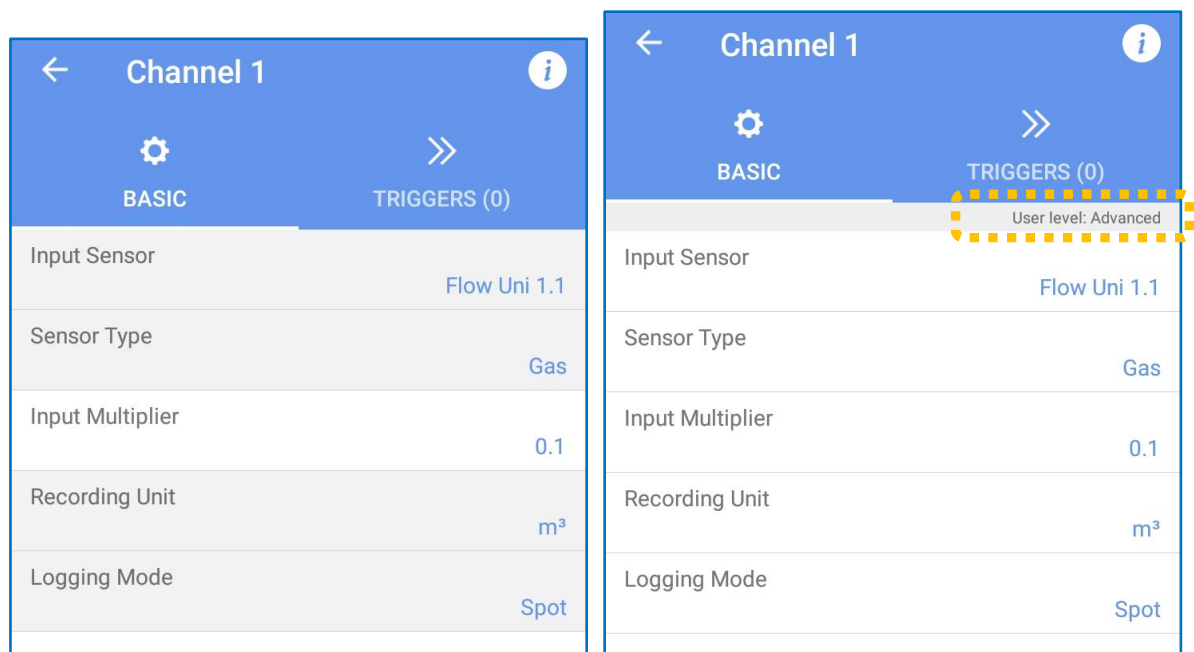 Channel 1
i
BASIC
TRIGGERS (0)
Input Sensor
Flow Uni 1.1
Sensor Type
Gas
Input Multiplier
0.1
Recording Unit
m³
Logging Mode
Spot
Channel 1
i
BASIC
TRIGGERS (0)
User level: Advanced
Input Sensor
Flow Uni 1.1
Sensor Type
Gas
Input Multiplier
0.1
Recording Unit
m³
Logging Mode
Spot